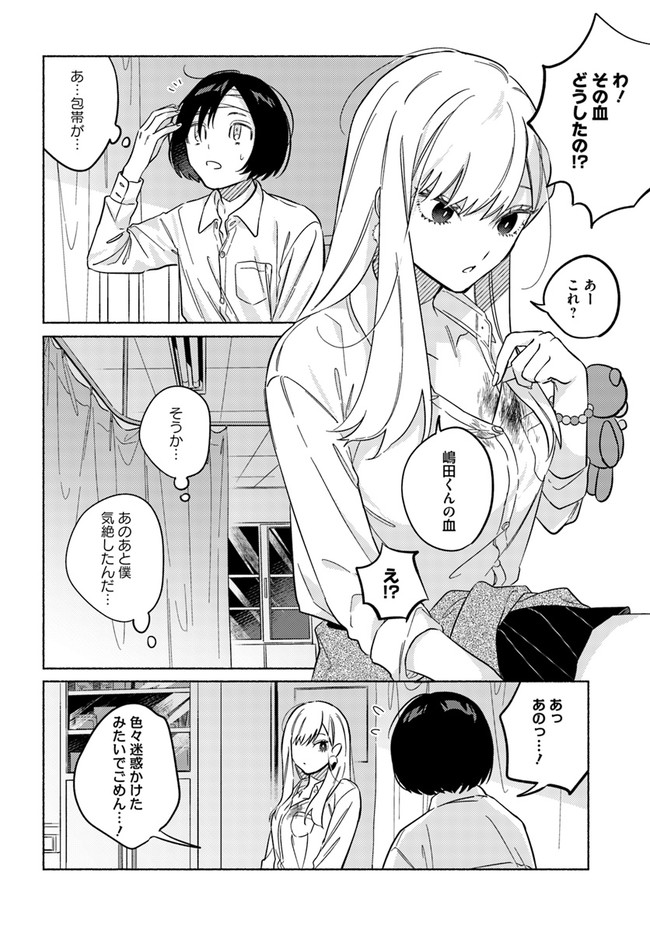 わ！
その血
どうしたの!?
あー
これ？
嶋田くんの血
え!?
あ…包帯が…
そうか…
あのあと僕
気絶したんだ…
あっ
あのっ…！
色々迷惑かけた
みたいでごめん…！